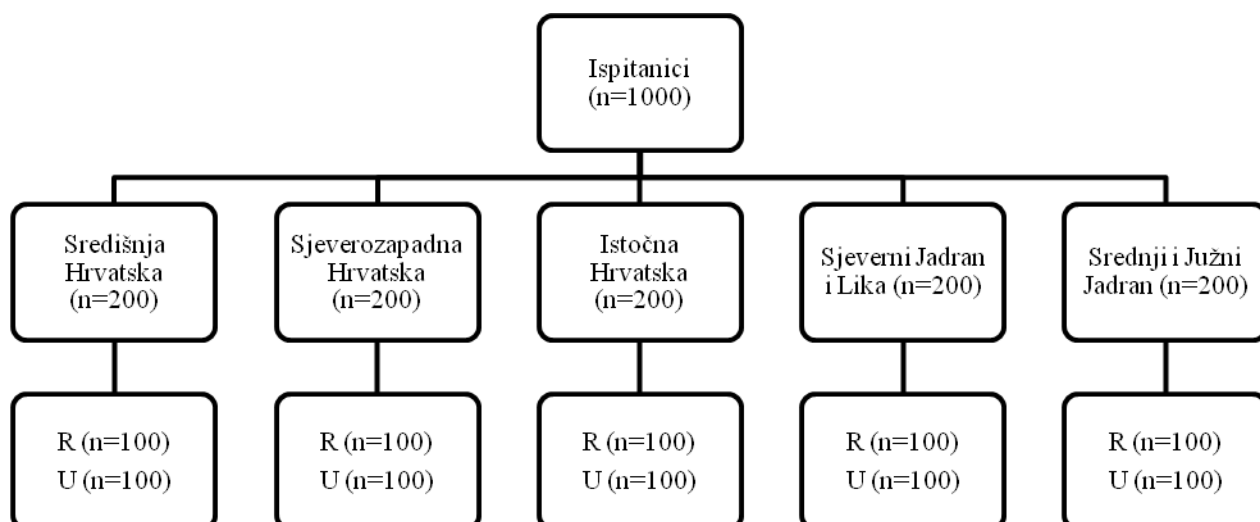 Ispitanici
(n=1000)
Središnja
Hrvatska
(n=200)
Sjeverozapadna
Hrvatska
(n=200)
Istočna
Hrvatska
(n=200)
Sjeverni Jadran
i Lika (n=200)
Srednji i Južni
Jadran (n=200)
R (n=100)
U (n=100)
R (n=100)
U (n=100)
R (n=100)
U (n=100)
R (n=100)
U (n=100)
R (n=100)
U (n=100)